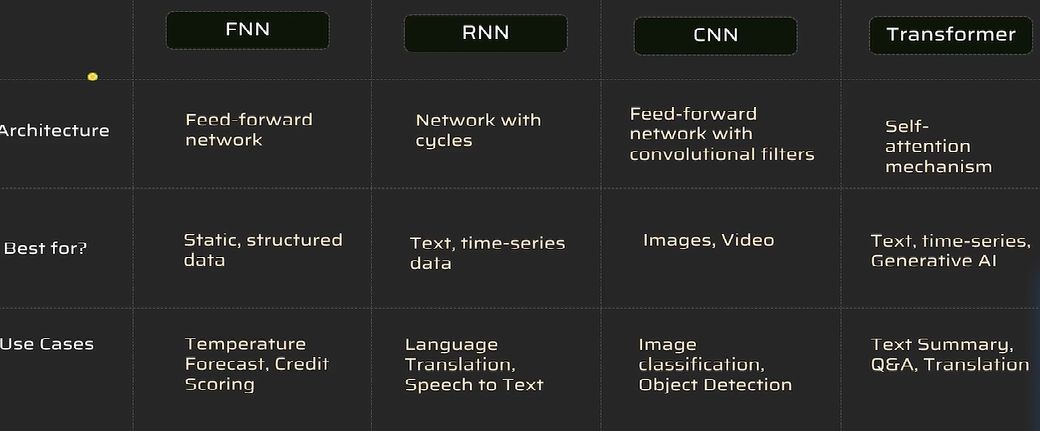 FNN
RNN
CNN
Transformer
Architecture
Feed-forward
network
Network with
cycles
Feed-forward
network with
convolutional filters
Self-
attention
mechanism
Best for?
Static, structured
data
Text, time-series
data
Images, Video
Text, time-series,
Generative AI
Use Cases
Temperature
Forecast, Credit
Scoring
Language
Translation,
Speech to Text
Image
classification,
Object Detection
Text Summary,
Q&A, Translation